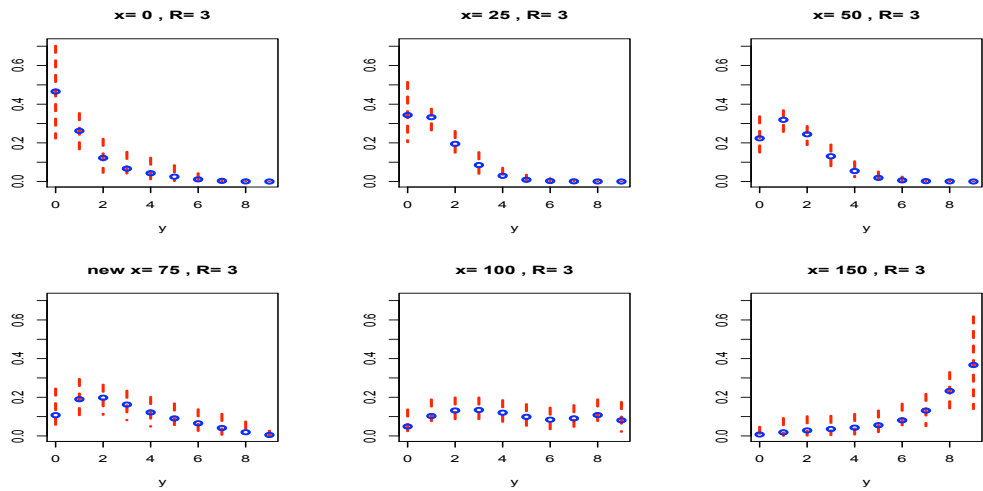 x= 0 , R= 3
x= 25 , R= 3
x= 50 , R= 3
0.0 0.2 0.4 0.6
0 2 4 6 8
y
0.0 0.2 0.4 0.6
0 2 4 6 8
y
0.0 0.2 0.4 0.6
0 2 4 6 8
y
new x= 75 , R= 3
x= 100 , R= 3
x= 150 , R= 3
0.0 0.2 0.4 0.6
0 2 4 6 8
y
0.0 0.2 0.4 0.6
0 2 4 6 8
y
0.0 0.2 0.4 0.6
0 2 4 6 8
y